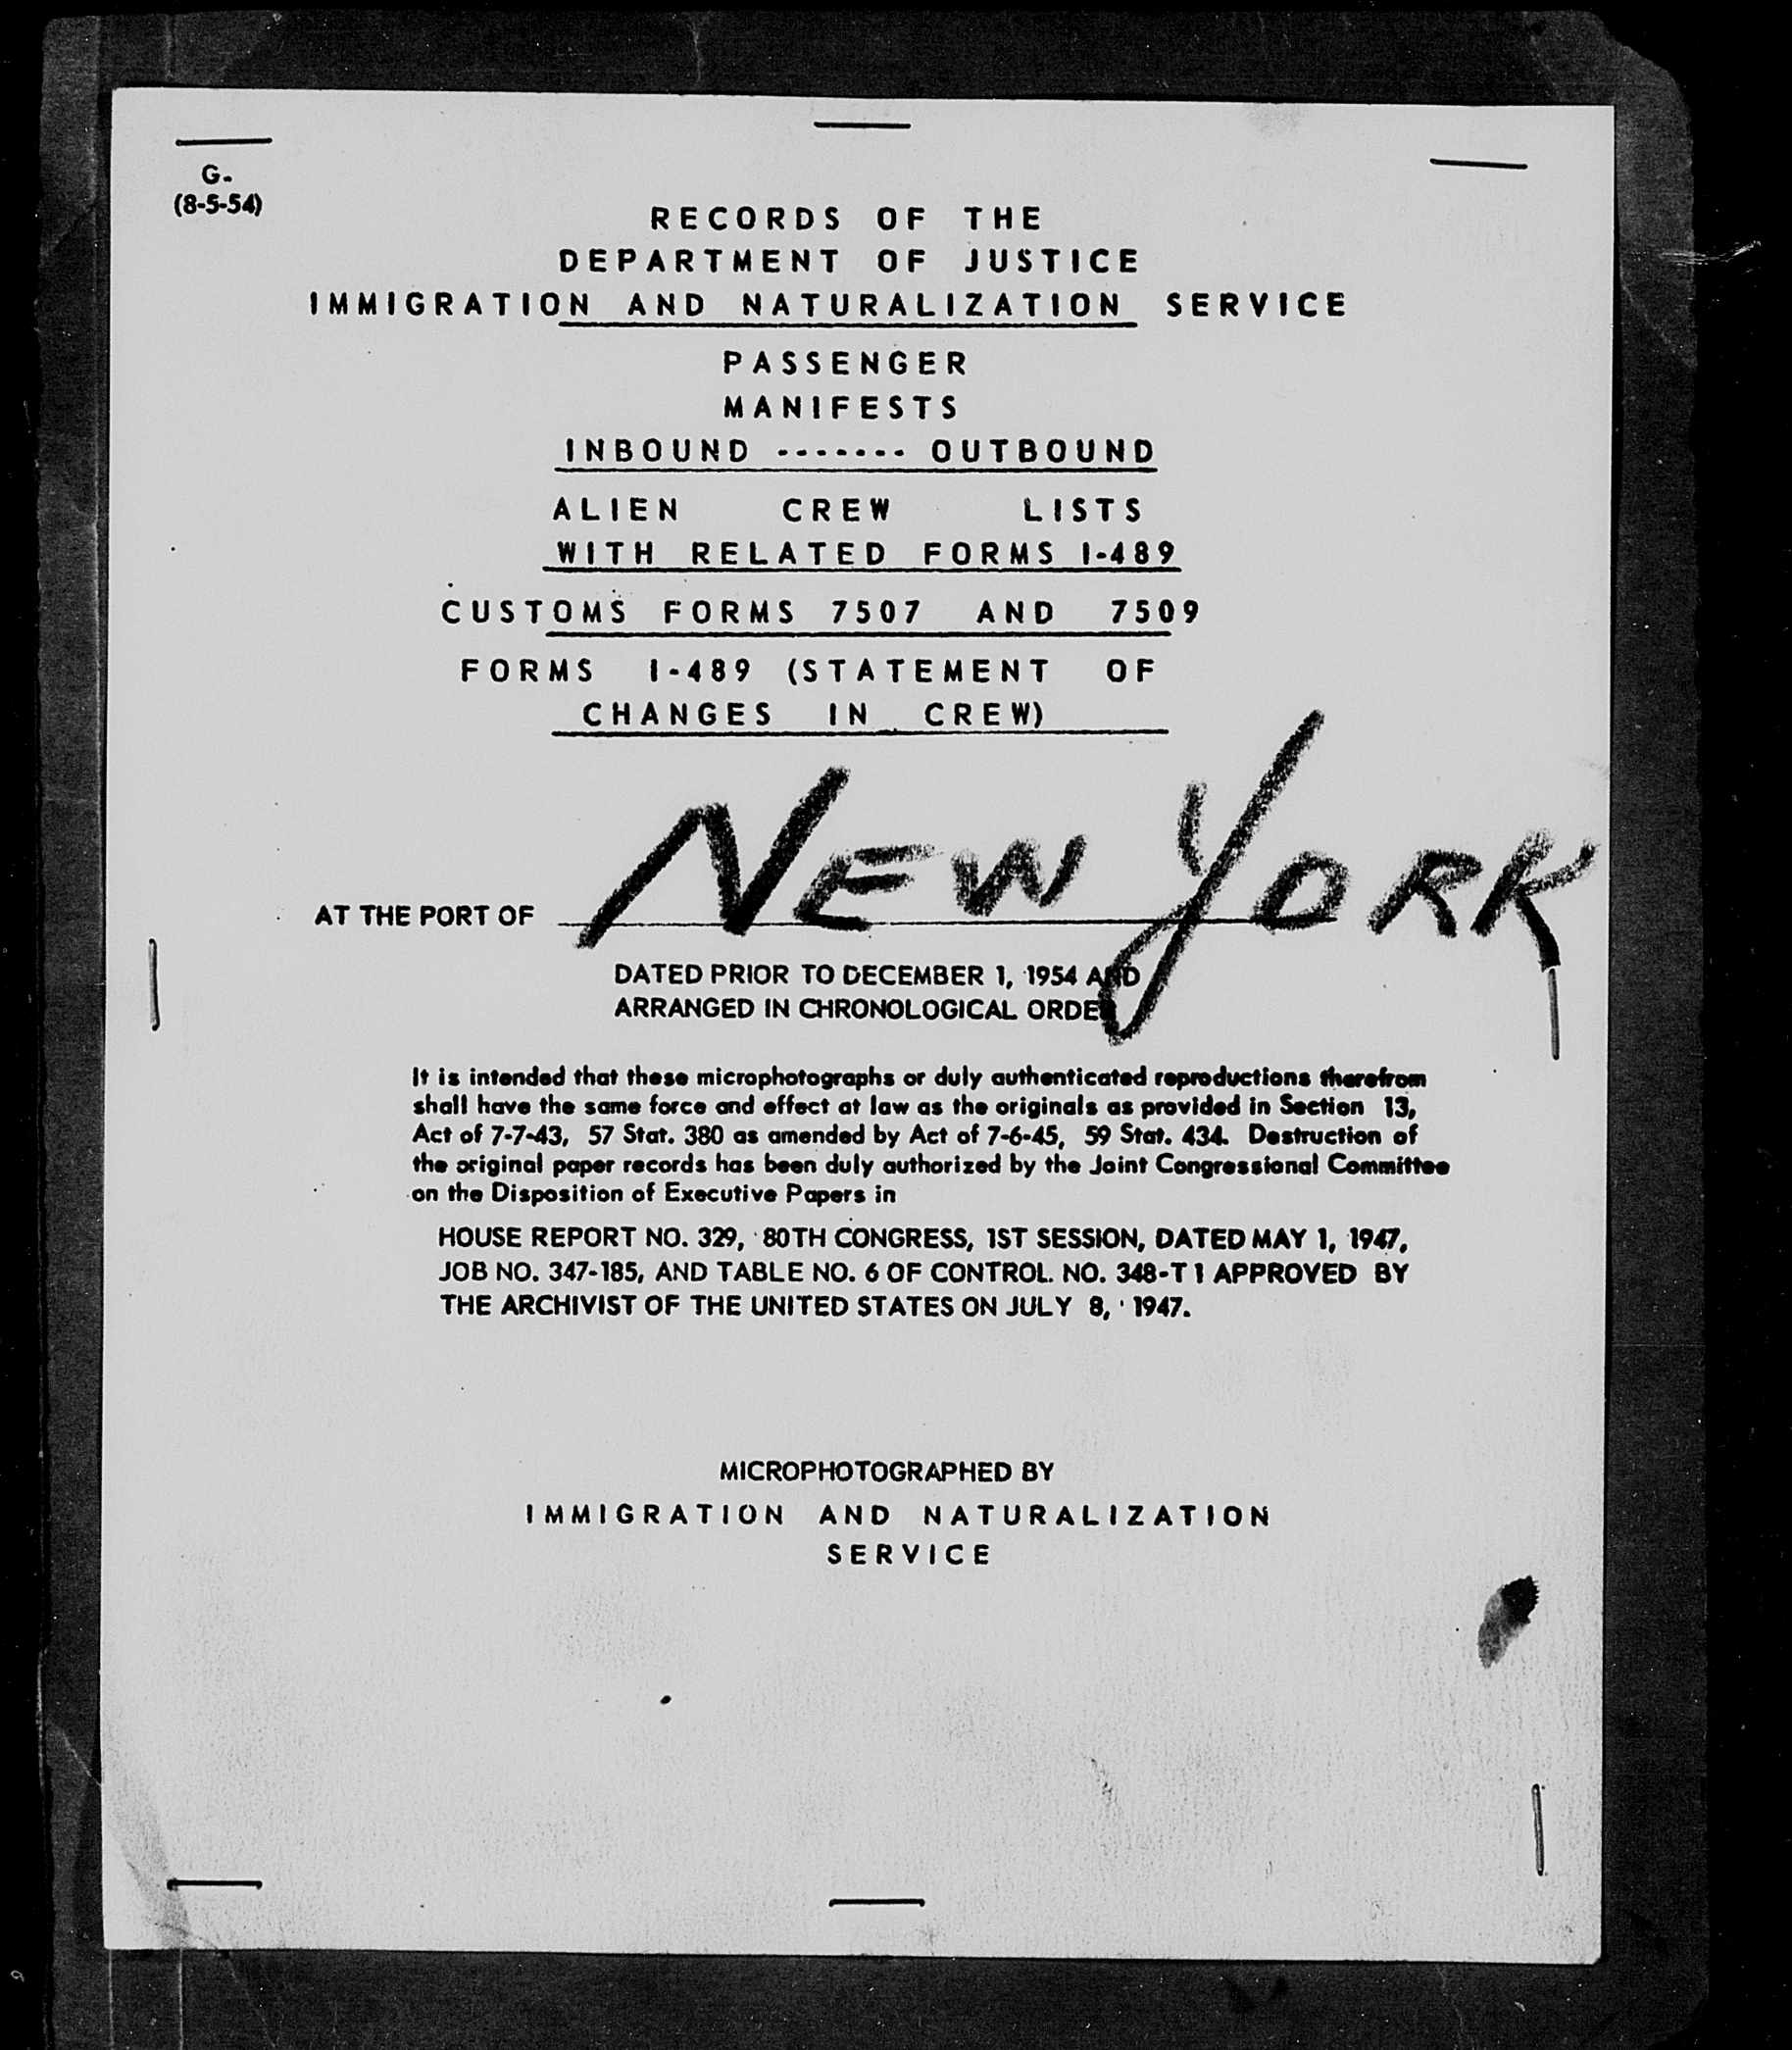 G.
(8-5-54)
RECORDS OF THE
DEPARTMENT OF JUSTICE
IMMIGRATION AND NATURALIZATION SERVICE
PASSENGER
MANIFESTS
INBOUND ------- OUTBOUND
ALIEN CREW LISTS
WITH RELATED FORMS I-489
CUSTOMS FORMS 7507 AND 7509
FORMS I-489 (STATEMENT OF
CHANGES IN CREW)
AT THE PORT OF NEW YORK
DATED PRIOR TO DECEMBER 1, 1954 AND
ARRANGED IN CHRONOLOGICAL ORDER
It is intended that these microphotographs or duly authenticated reproductions therefrom
shall have the same force and effect at law as the originals as provided in Section 13,
Act of 7-7-43, 57 Stat. 380 as amended by Act of 7-6-45, 59 Stat. 434. Destruction of
the original paper records has been duly authorized by the Joint Congressional Committee
on the Disposition of Executive Papers in
HOUSE REPORT NO. 329, 80TH CONGRESS, 1ST SESSION, DATED MAY 1, 1947,
JOB NO. 347-185, AND TABLE NO. 6 OF CONTROL NO. 348-T1 APPROVED BY
THE ARCHIVIST OF THE UNITED STATES ON JULY 8, 1947.
MICROPHOTOGRAPHED BY
IMMIGRATION AND NATURALIZATION
SERVICE